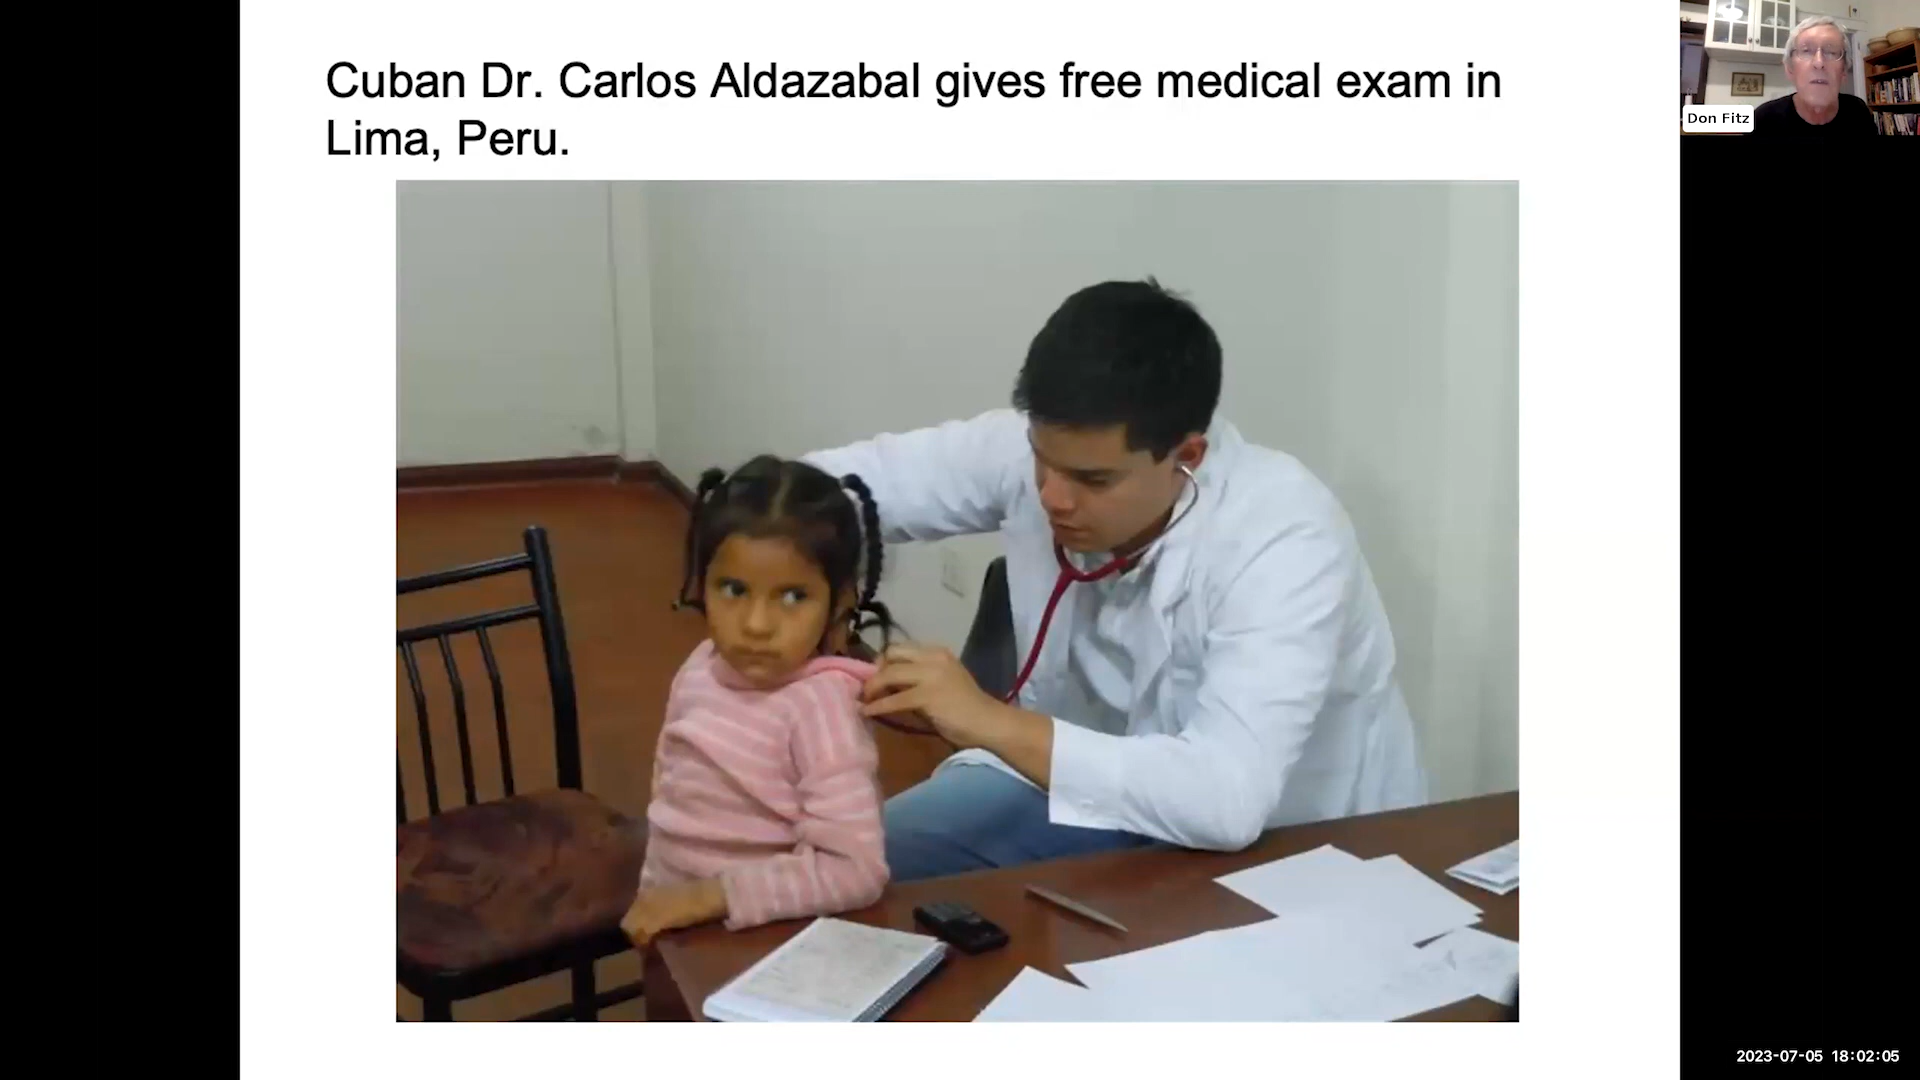 Cuban Dr. Carlos Aldazabal gives free medical exam in
Lima, Peru.
Don Fitz
2023-07-05 18:02:05